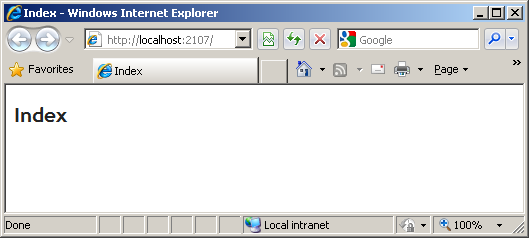 Index - Windows Internet Explorer
http://localhost:2107/
Google
Favorites
Index
Page
»
Index
Done
Local intranet
100%